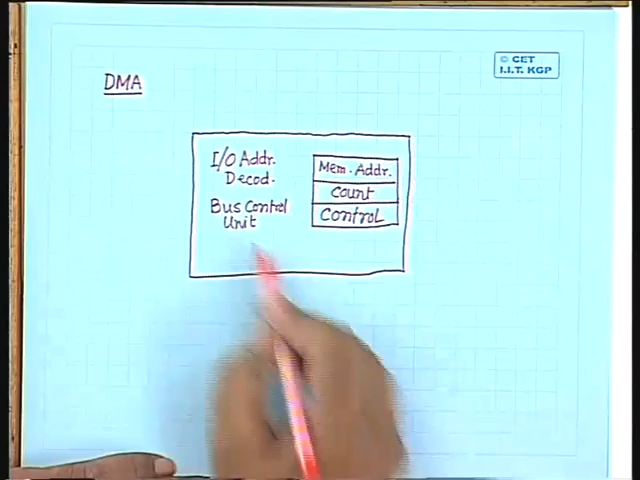 © CET
I.I.T. KGP
DMA
I/O Addr.
Decod.
Bus Control
Unit
Mem. Addr.
Count
Control